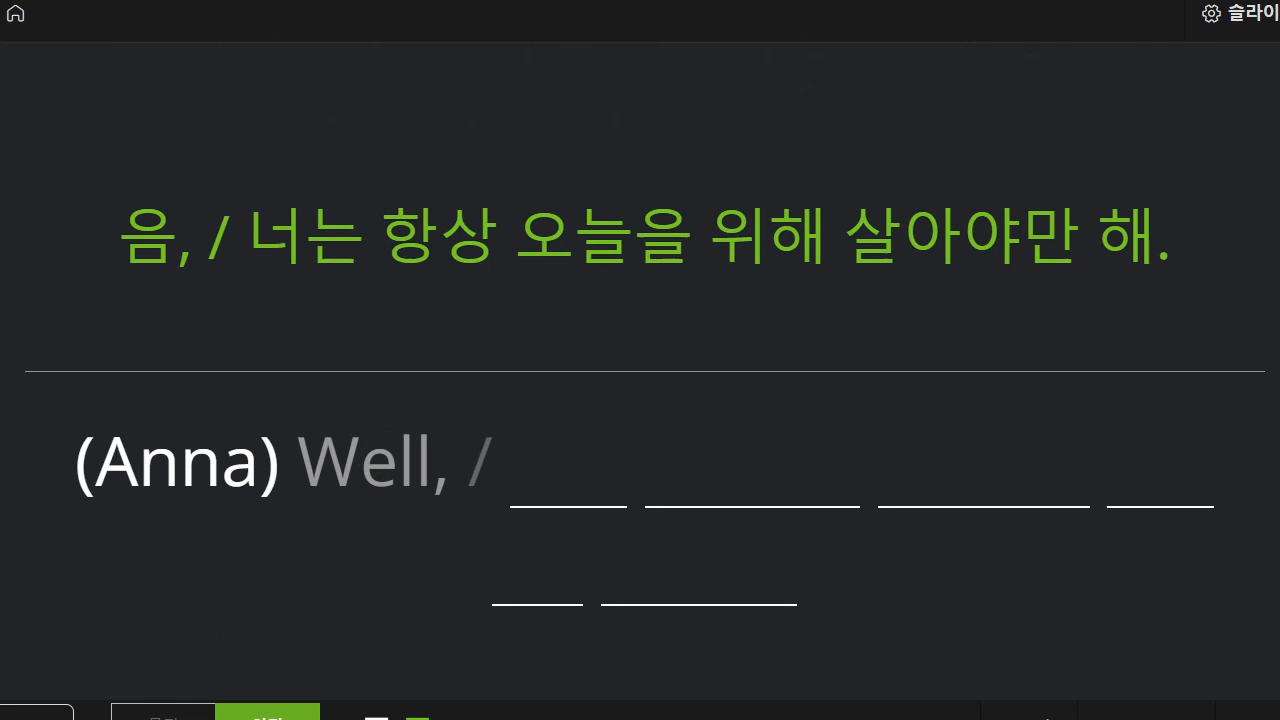 슬라이
음, / 너는 항상 오늘을 위해 살아야만 해.
(Anna) Well, /